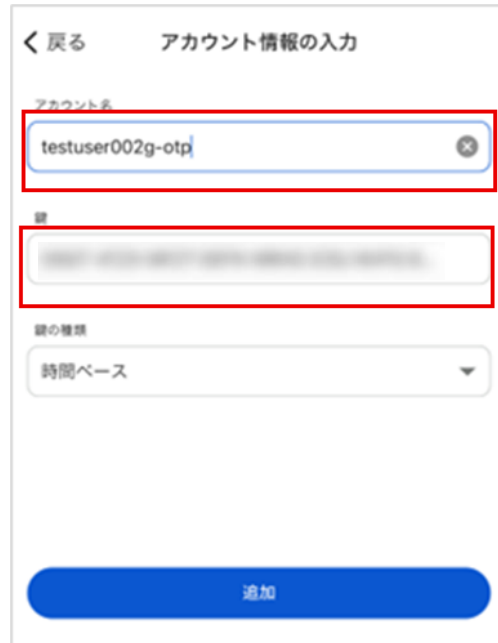 戻る アカウント情報の入力
アカウント名
testuser002g-otp
鍵
鍵の種類
時間ベース
追加